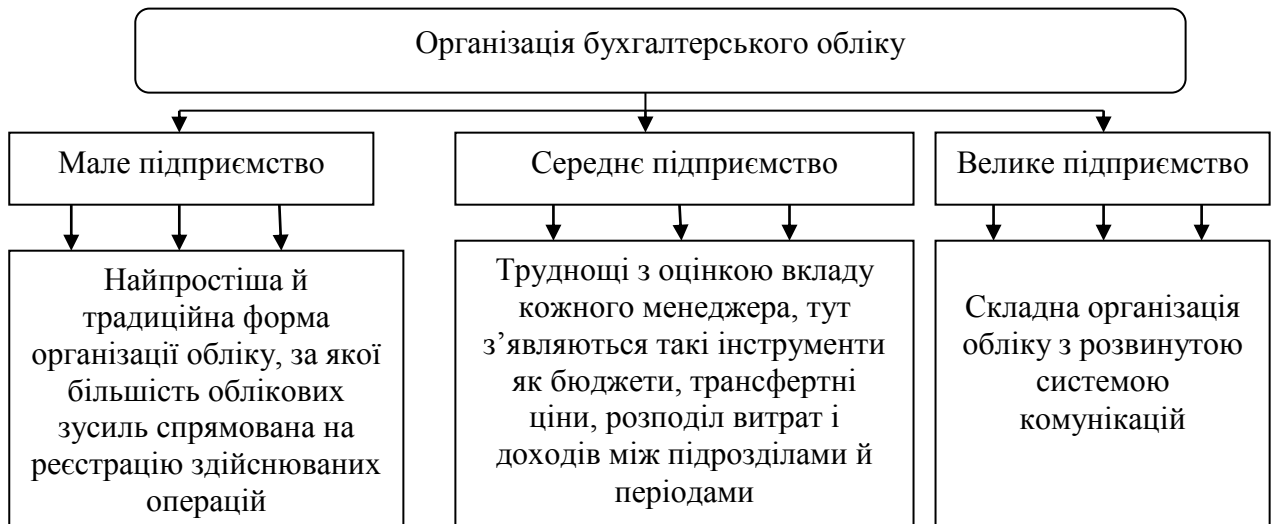 Організація бухгалтерського обліку
Мале підприємство
Середнє підприємство
Велике підприємство
Найпростіша й
традиційна форма
організації обліку, за якої
більшість облікових
зусиль спрямована на
реєстрацію здійснюваних
операцій
Труднощі з оцінкою вкладу
кожного менеджера, тут
з’являються такі інструменти
як бюджети, трансфертні
ціни, розподіл витрат і
доходів між підрозділами й
періодами
Складна організація
обліку з розвинутою
системою
комунікацій